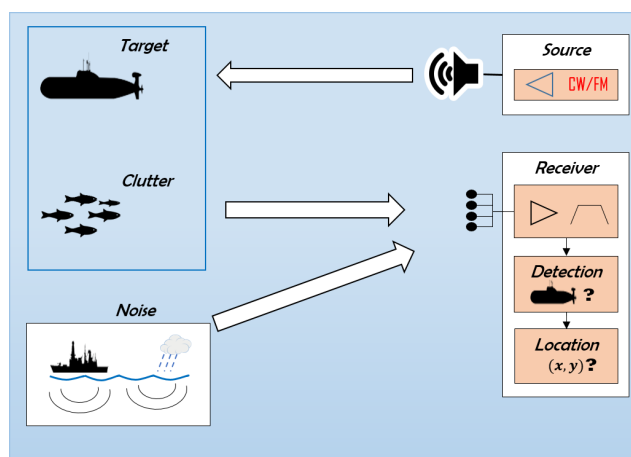 Target
Source
CW/FM
Clutter
Receiver
Detection
?
Noise
Location
(x, y)?